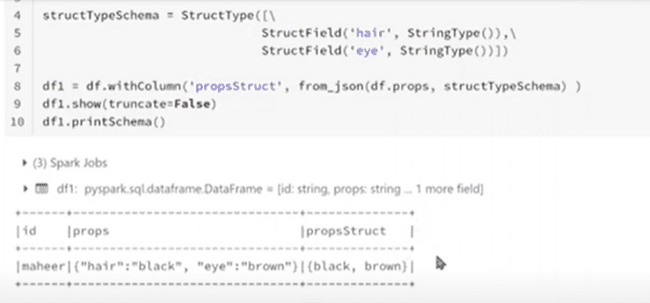 4 structTypeSchema = StructType([\
5 StructField('hair', StringType()),\
6 StructField('eye', StringType())])
7
8 df1 = df.withColumn('propsStruct', from_json(df.props, structTypeSchema) )
9 df1.show(truncate=False)
10 df1.printSchema()
(3) Spark Jobs
df1: pyspark.sql.dataframe.DataFrame = [id: string, props: string ... 1 more field]
+------+------------------------------+--------------+
|id |props |propsStruct |
+------+------------------------------+--------------+
|maheer|{"hair":"black", "eye":"brown"}|{black, brown}|
+------+------------------------------+--------------+